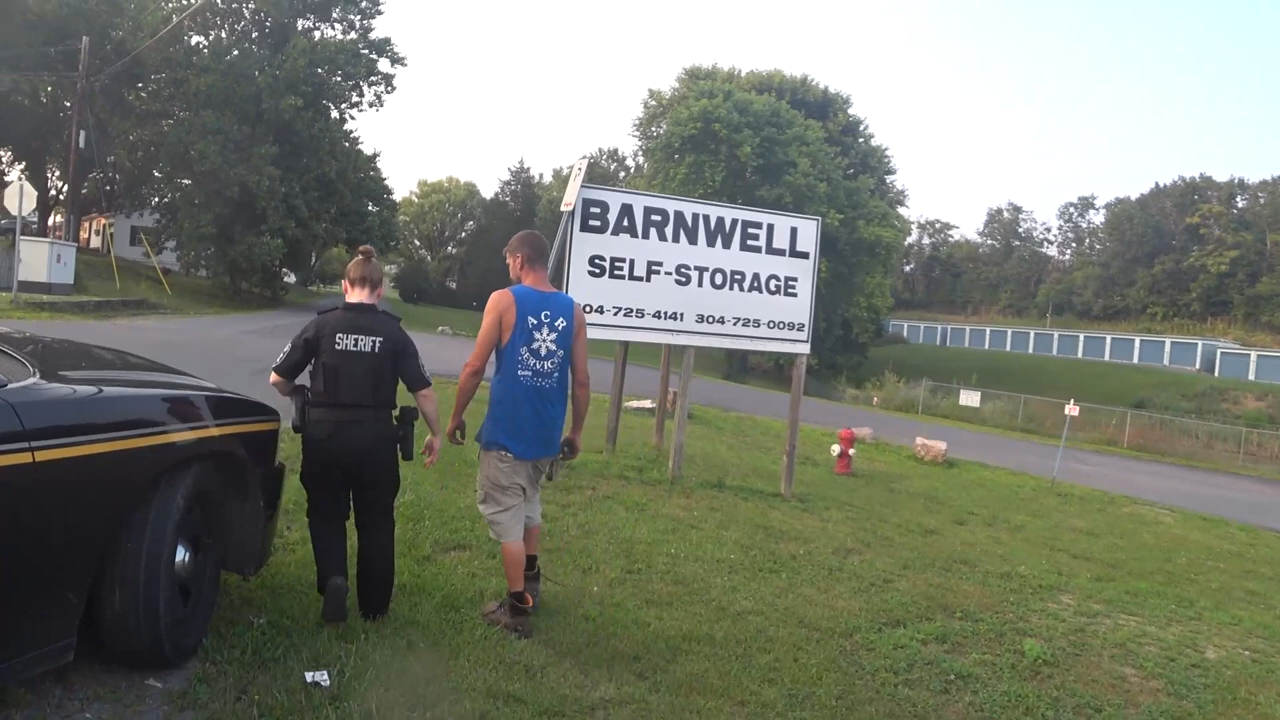 BARNWELL
SELF-STORAGE
304-725-4141 304-725-0092
SHERIFF
ACR
SERVICES